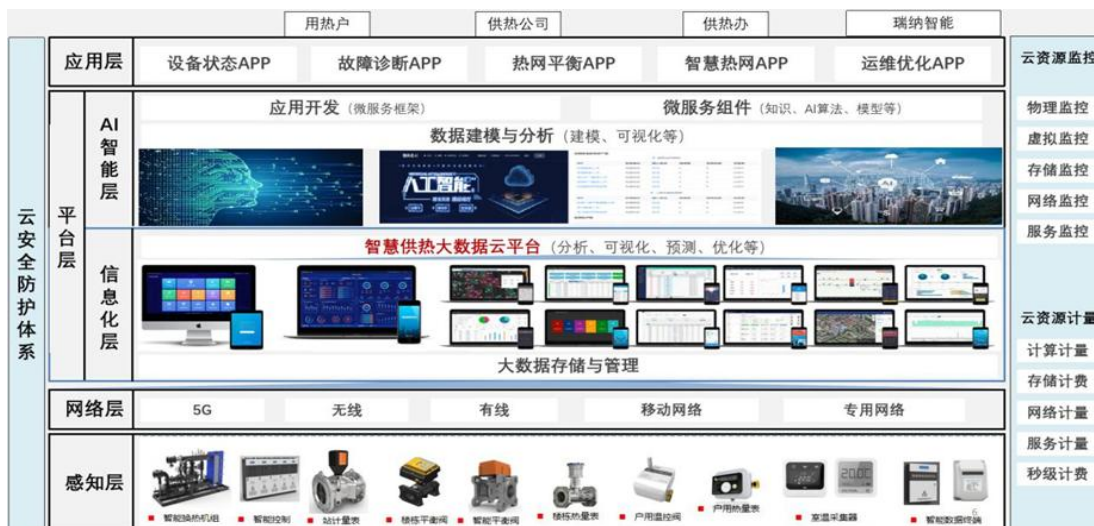 用热户
供热公司
供热办
瑞纳智能
云安全防护体系
应用层
设备状态APP
故障诊断APP
热网平衡APP
智慧热网APP
运维优化APP
平台层
AI智能层
应用开发（微服务框架）
微服务组件（知识、AI算法、模型等）
数据建模与分析（建模、可视化等）
人工智能
AI
信息化层
智慧供热大数据云平台（分析、可视化、预测、优化等）
大数据存储与管理
网络层
5G
无线
有线
移动网络
专用网络
感知层
智能换热机组
智能控制
站计量表
楼栋平衡阀
智能平衡阀
楼栋热量表
户用温控阀
户用热量表
室温采集器
智能数据终端
6
云资源监控
物理监控
虚拟监控
存储监控
网络监控
服务监控
云资源计量
计算计量
存储计费
网络计量
服务计量
秒级计费